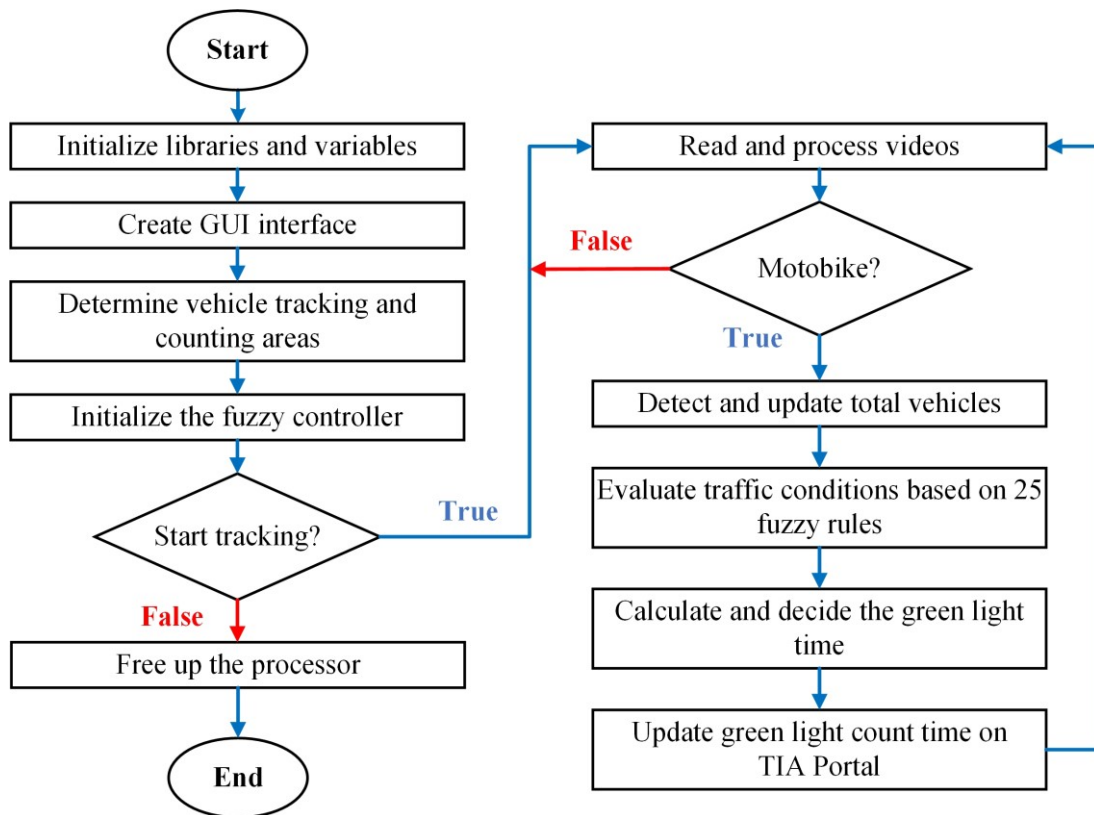 Start
Initialize libraries and variables
Create GUI interface
Determine vehicle tracking and
counting areas
Initialize the fuzzy controller
Start tracking?
True
False
Free up the processor
End
Read and process videos
False
Motobike?
True
Detect and update total vehicles
Evaluate traffic conditions based on 25
fuzzy rules
Calculate and decide the green light
time
Update green light count time on
TIA Portal